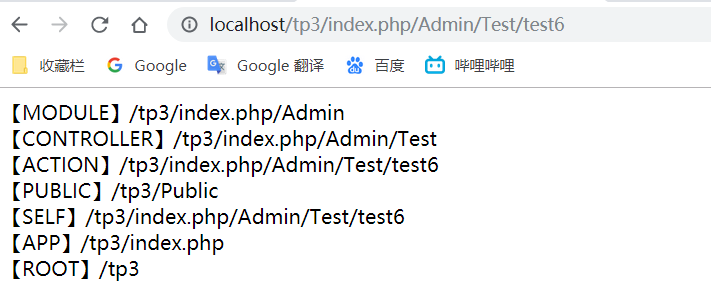 localhost/tp3/index.php/Admin/Test/test6
收藏栏 Google Google 翻译 百度 哔哩哔哩
【MODULE】/tp3/index.php/Admin
【CONTROLLER】/tp3/index.php/Admin/Test
【ACTION】/tp3/index.php/Admin/Test/test6
【PUBLIC】/tp3/Public
【SELF】/tp3/index.php/Admin/Test/test6
【APP】/tp3/index.php
【ROOT】/tp3